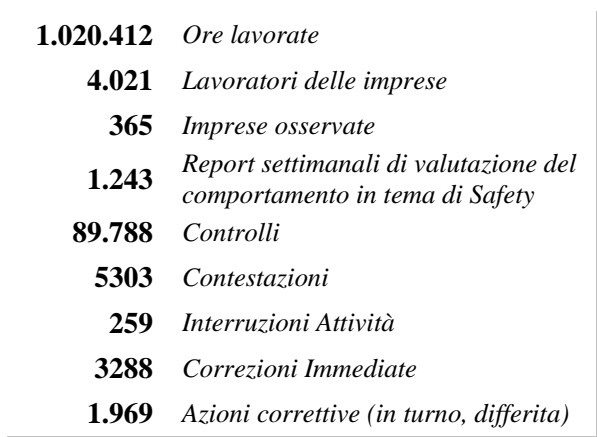 1.020.412 Ore lavorate
4.021 Lavoratori delle imprese
365 Imprese osservate
1.243 Report settimanali di valutazione del
comportamento in tema di Safety
89.788 Controlli
5303 Contestazioni
259 Interruzioni Attività
3288 Correzioni Immediate
1.969 Azioni correttive (in turno, differita)